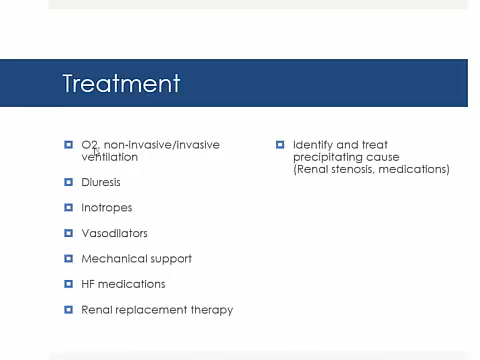 Treatment
O2, non-invasive/invasive
ventilation
Diuresis
Inotropes
Vasodilators
Mechanical support
HF medications
Renal replacement therapy
Identify and treat
precipitating cause
(Renal stenosis, medications)